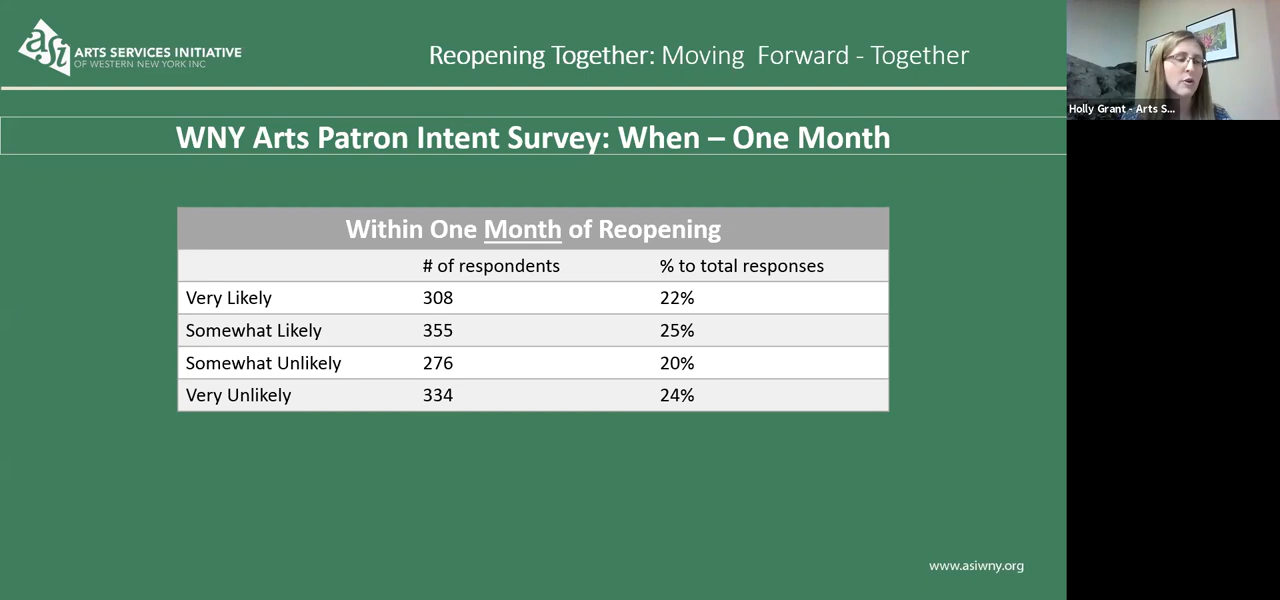 asi
ARTS SERVICES INITIATIVE
OF WESTERN NEW YORK INC
Reopening Together: Moving Forward - Together
Holly Grant - Arts S...
WNY Arts Patron Intent Survey: When – One Month
Within One Month of Reopening
# of respondents % to total responses
Very Likely 308 22%
Somewhat Likely 355 25%
Somewhat Unlikely 276 20%
Very Unlikely 334 24%
www.asiwny.org